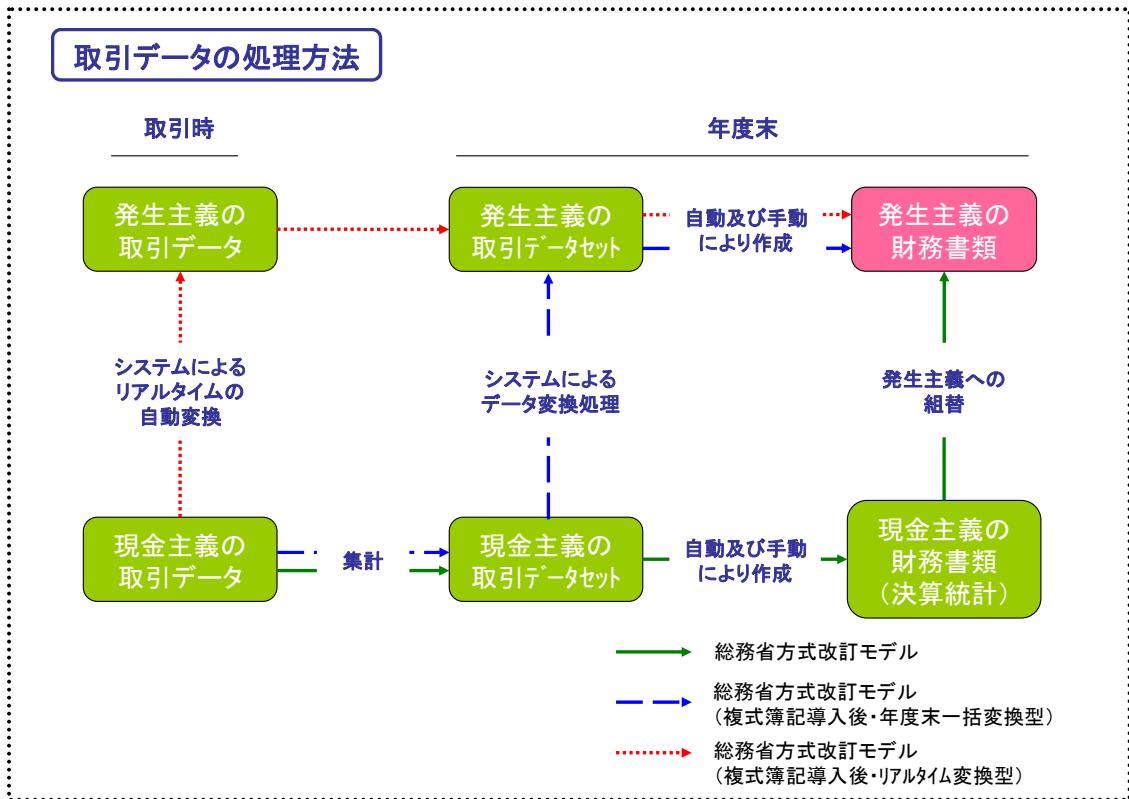 取引データの処理方法
取引時
年度末
発生主義の
取引データ
発生主義の
取引ﾃﾞｰﾀｾｯﾄ
自動及び手動
により作成
発生主義の
財務書類
システムによる
リアルタイムの
自動変換
システムによる
データ変換処理
発生主義への
組替
現金主義の
取引データ
集計
現金主義の
取引ﾃﾞｰﾀｾｯﾄ
自動及び手動
により作成
現金主義の
財務書類
（決算統計）
総務省方式改訂モデル
総務省方式改訂モデル
（複式簿記導入後・年度末一括変換型）
総務省方式改訂モデル
（複式簿記導入後・ﾘｱﾙﾀｲﾑ変換型）